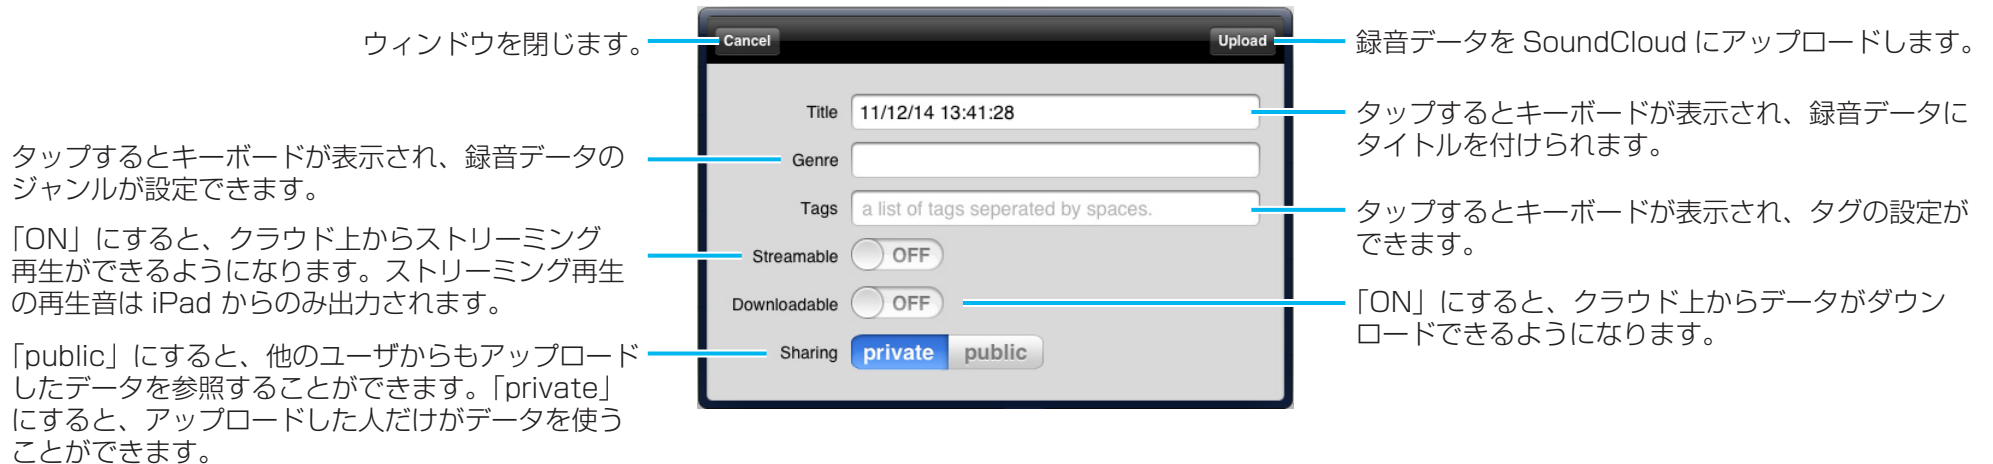 ウィンドウを閉じます。
タップするとキーボードが表示され、録音データの
ジャンルが設定できます。
「ON」にすると、クラウド上からストリーミング
再生ができるようになります。ストリーミング再生
の再生音は iPad からのみ出力されます。
「public」にすると、他のユーザからもアップロード
したデータを参照することができます。「private」
にすると、アップロードした人だけがデータを使う
ことができます。
Cancel
Upload
Title
11/12/14 13:41:28
Genre
Tags
a list of tags seperated by spaces.
Streamable
OFF
Downloadable
OFF
Sharing
private
public
録音データを SoundCloud にアップロードします。
タップするとキーボードが表示され、録音データに
タイトルを付けられます。
タップするとキーボードが表示され、タグの設定が
できます。
「ON」にすると、クラウド上からデータがダウン
ロードできるようになります。